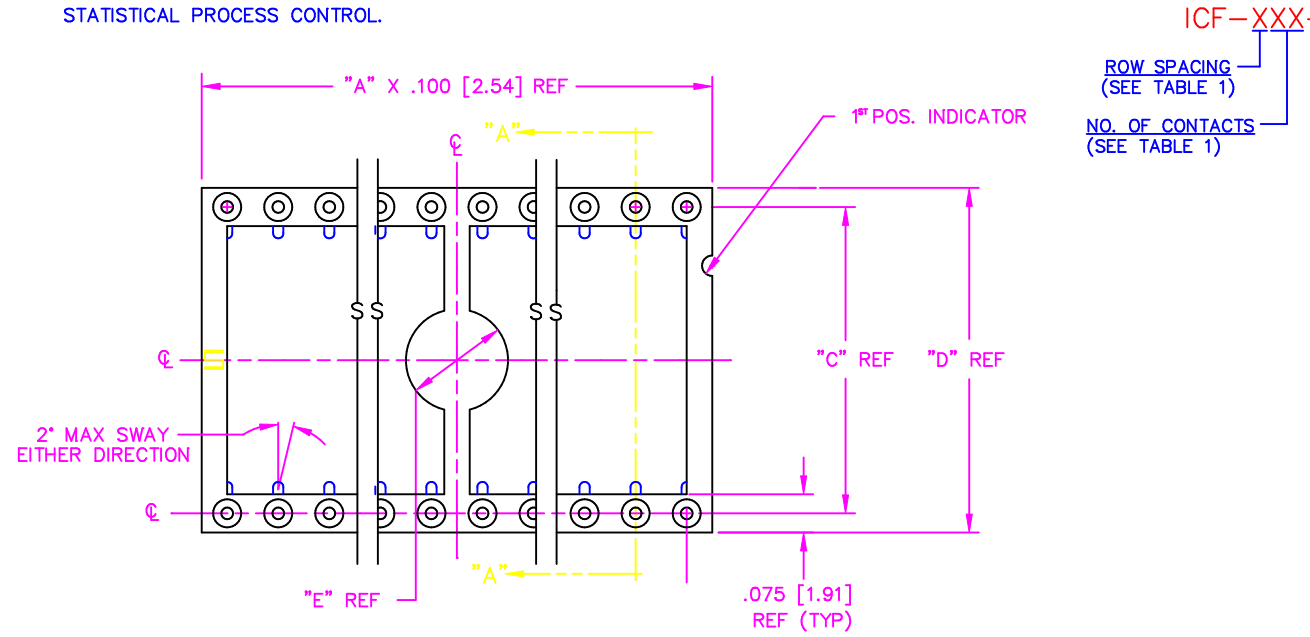 STATISTICAL PROCESS CONTROL.
ICF-XXX-
ROW SPACING
(SEE TABLE 1)
NO. OF CONTACTS
(SEE TABLE 1)
"A" X .100 [2.54] REF
1ST POS. INDICATOR
"A"
℄
S S
S S
℄
"C" REF
"D" REF
2° MAX SWAY
EITHER DIRECTION
℄
"A"
"E" REF
.075 [1.91]
REF (TYP)